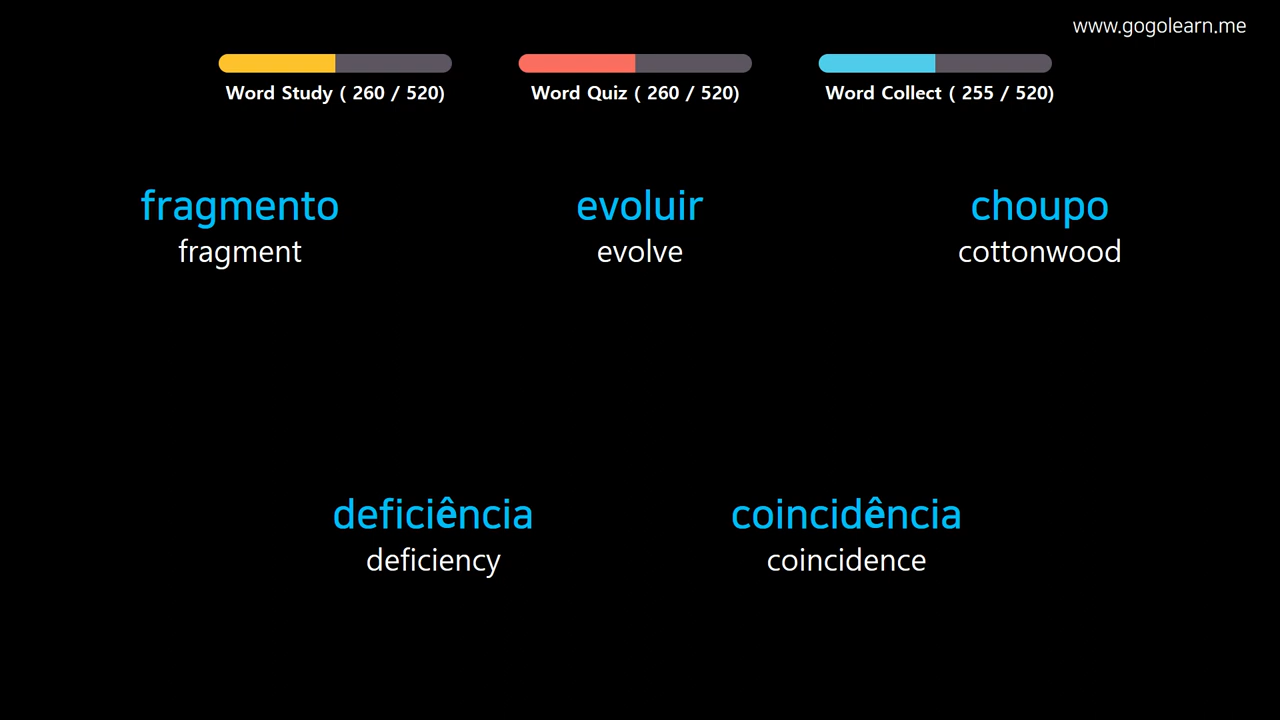 www.gogolearn.me
Word Study ( 260 / 520)
Word Quiz ( 260 / 520)
Word Collect ( 255 / 520)
fragmento
fragment
evoluir
evolve
choupo
cottonwood
deficiência
deficiency
coincidência
coincidence